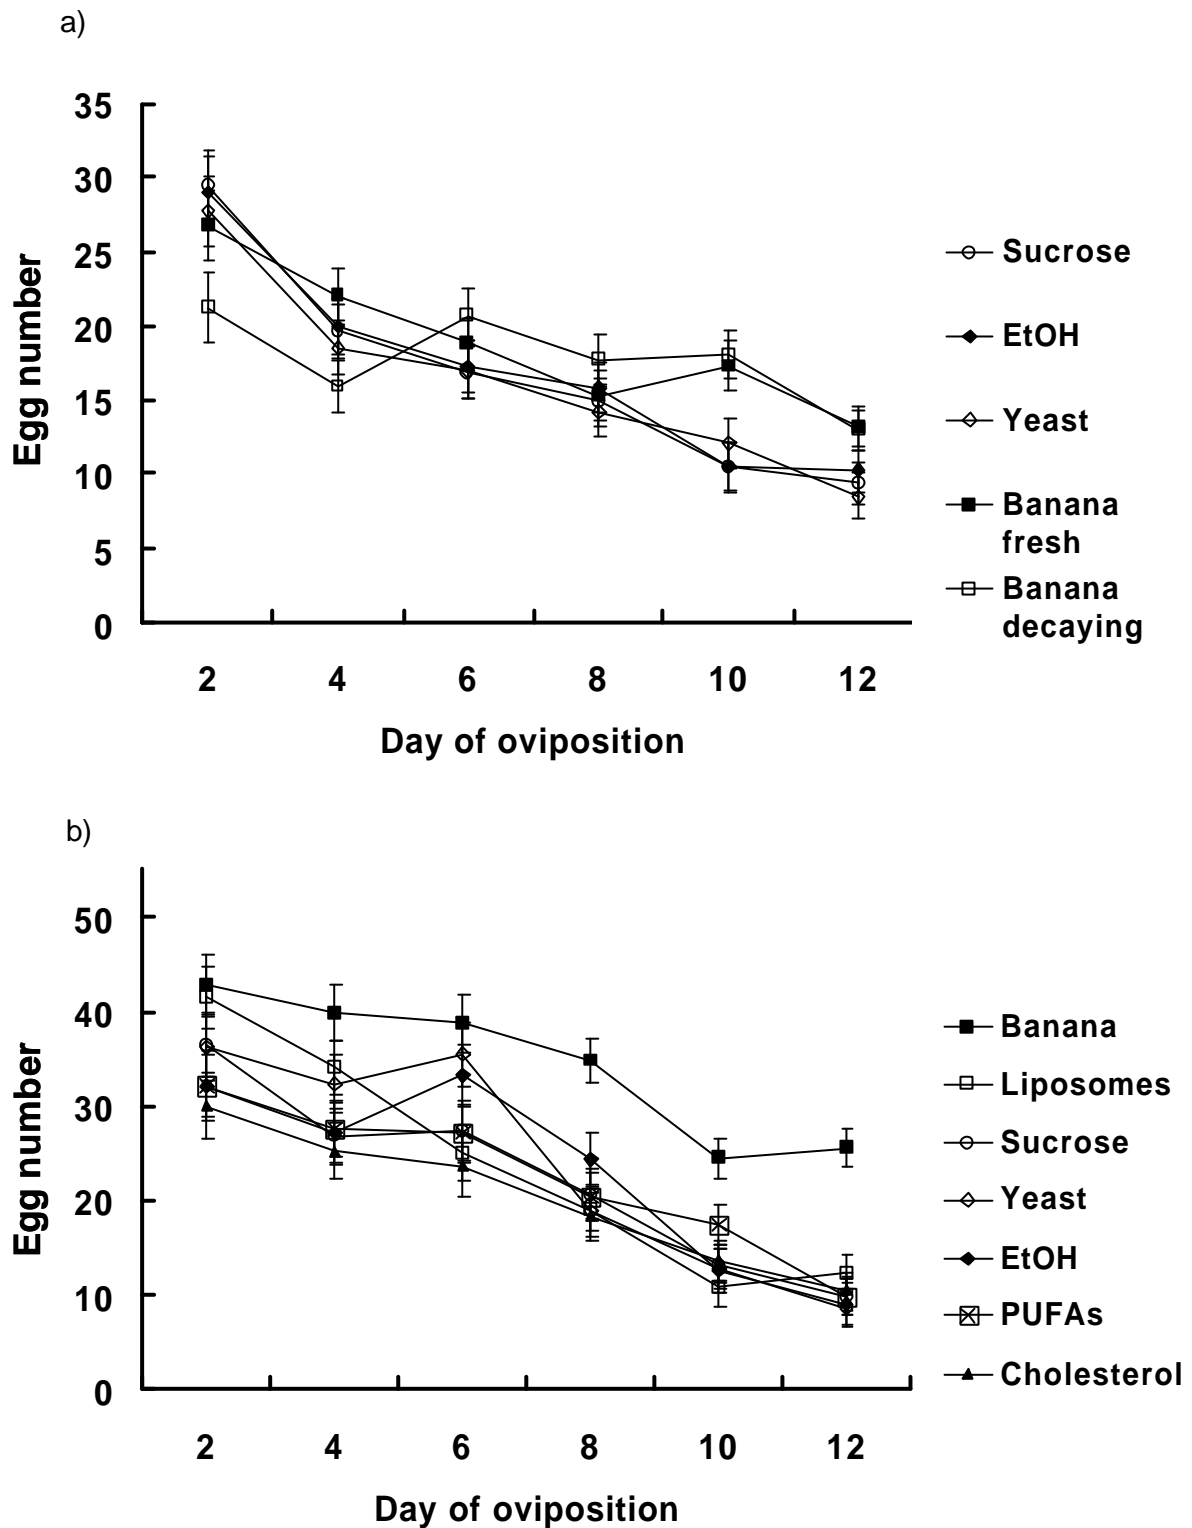 a)
35
30
25
20
15
10
5
0
Egg number
2 4 6 8 10 12
Day of oviposition
Sucrose
EtOH
Yeast
Banana
fresh
Banana
decaying
b)
50
40
30
20
10
0
Egg number
2 4 6 8 10 12
Day of oviposition
Banana
Liposomes
Sucrose
Yeast
EtOH
PUFAs
Cholesterol